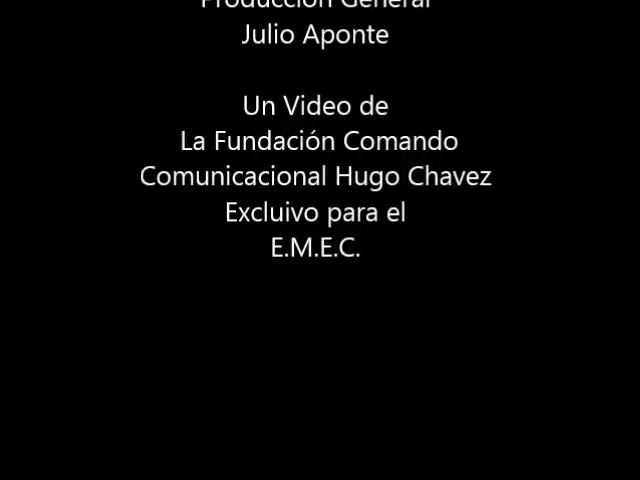 Producción General
Julio Aponte
Un Video de
La Fundación Comando
Comunicacional Hugo Chavez
Excluivo para el
E.M.E.C.